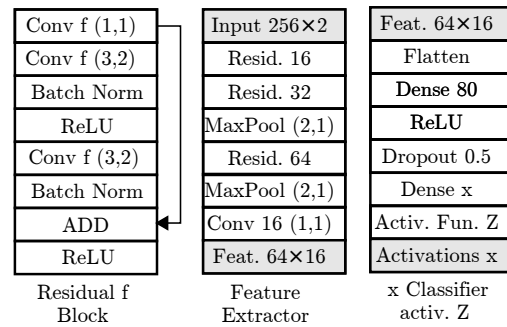 Conv f (1,1)
Conv f (3,2)
Batch Norm
ReLU
Conv f (3,2)
Batch Norm
ADD
ReLU
Residual f
Block
Input 256×2
Resid. 16
Resid. 32
MaxPool (2,1)
Resid. 64
MaxPool (2,1)
Conv 16 (1,1)
Feat. 64×16
Feature
Extractor
Feat. 64×16
Flatten
Dense 80
ReLU
Dropout 0.5
Dense x
Activ. Fun. Z
Activations x
x Classifier
activ. Z